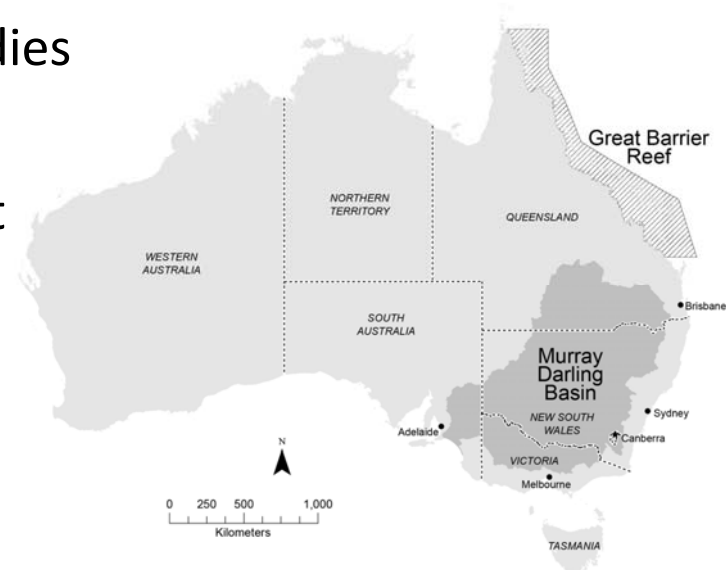 dies
t
Great Barrier
Reef
NORTHERN
TERRITORY
QUEENSLAND
WESTERN
AUSTRALIA
SOUTH
AUSTRALIA
Brisbane
Murray
Darling
Basin
NEW SOUTH
WALES
Sydney
Adelaide
Canberra
N
VICTORIA
Melbourne
0 250 500 1,000
Kilometers
TASMANIA